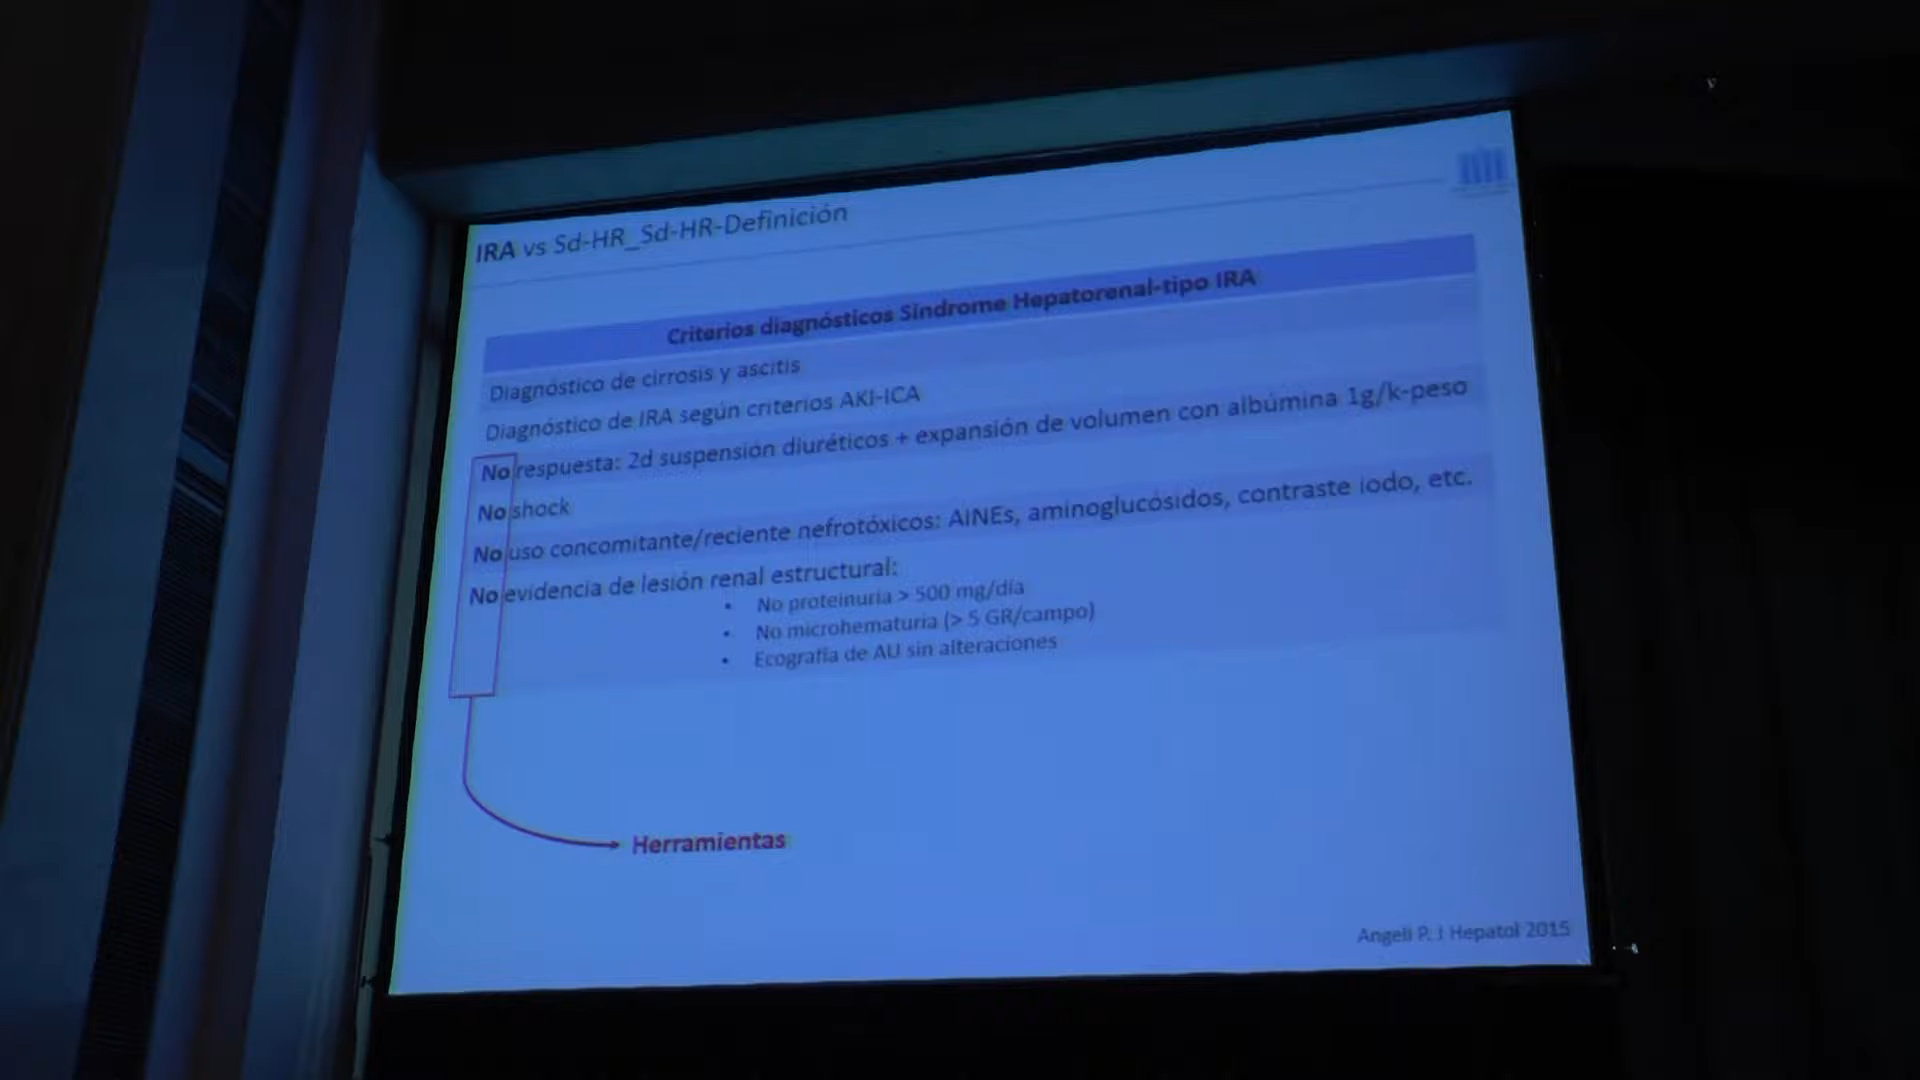 IRA vs Sd-HR_Sd-HR-Definición
Criterios diagnósticos Síndrome Hepatorenal-tipo IRA
Diagnóstico de cirrosis y ascitis
Diagnóstico de IRA según criterios AKI-ICA
No respuesta: 2d suspensión diuréticos + expansión de volumen con albúmina 1g/k-peso
No shock
No uso concomitante/reciente nefrotóxicos: AINEs, aminoglucósidos, contraste iodo, etc.
No evidencia de lesión renal estructural:
• No proteinuria > 500 mg/día
• No microhematuria (> 5 GR/campo)
• Ecografía de AU sin alteraciones
Herramientas
Angeli P. J Hepatol 2015